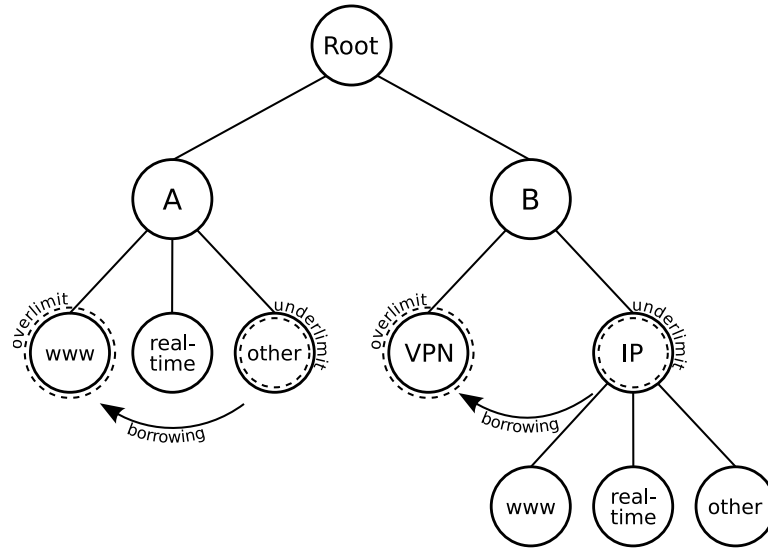 Root
A
B
overlimit
underlimit
overlimit
underlimit
www
real-
time
other
VPN
IP
borrowing
borrowing
www
real-
time
other